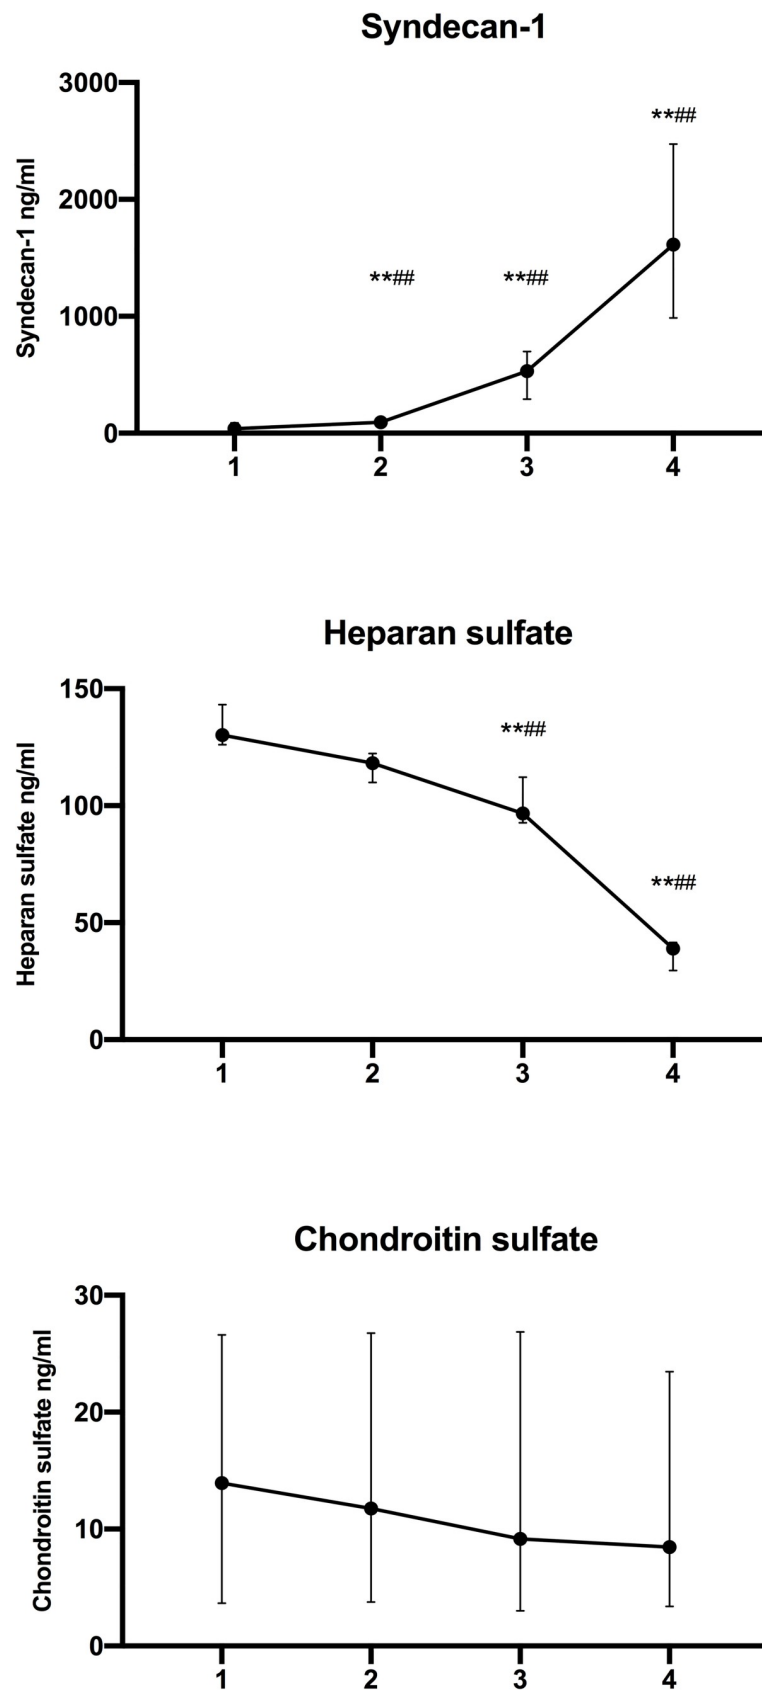 Syndecan-1
Syndecan-1 ng/ml
3000
2000
1000
0
**##
**##
**##
1 2 3 4
Heparan sulfate
Heparan sulfate ng/ml
150
100
50
0
**##
**##
1 2 3 4
Chondroitin sulfate
Chondroitin sulfate ng/ml
30
20
10
0
1 2 3 4